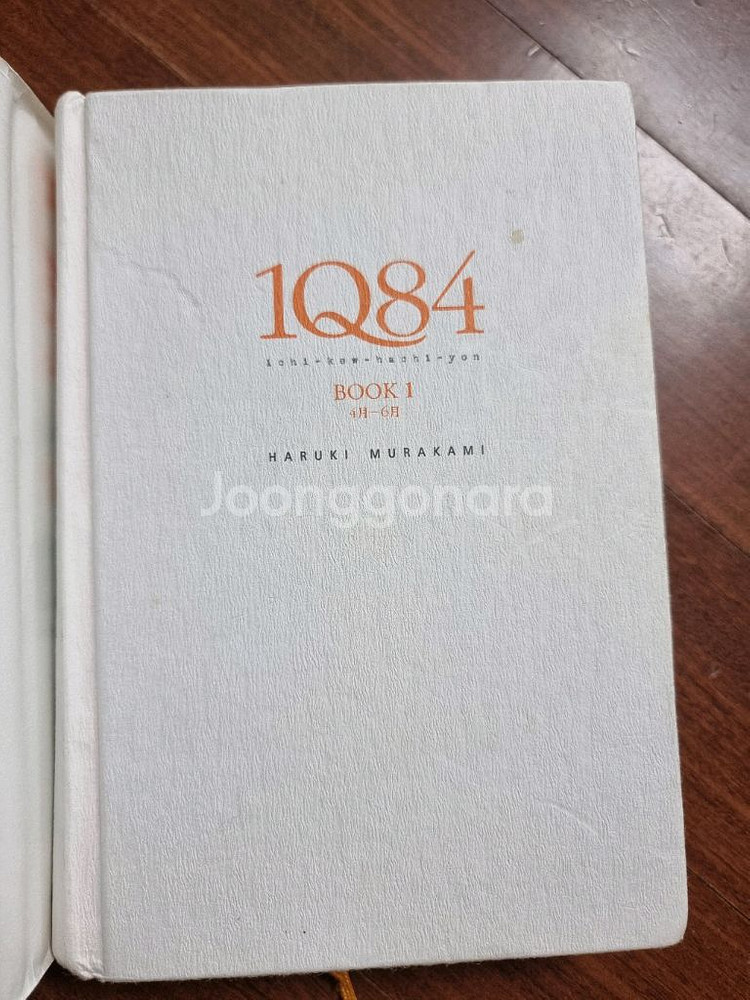 1Q84
ichi-kew-hachi-yon
BOOK 1
4月-6月
HARUKI MURAKAMI
Joonggonara